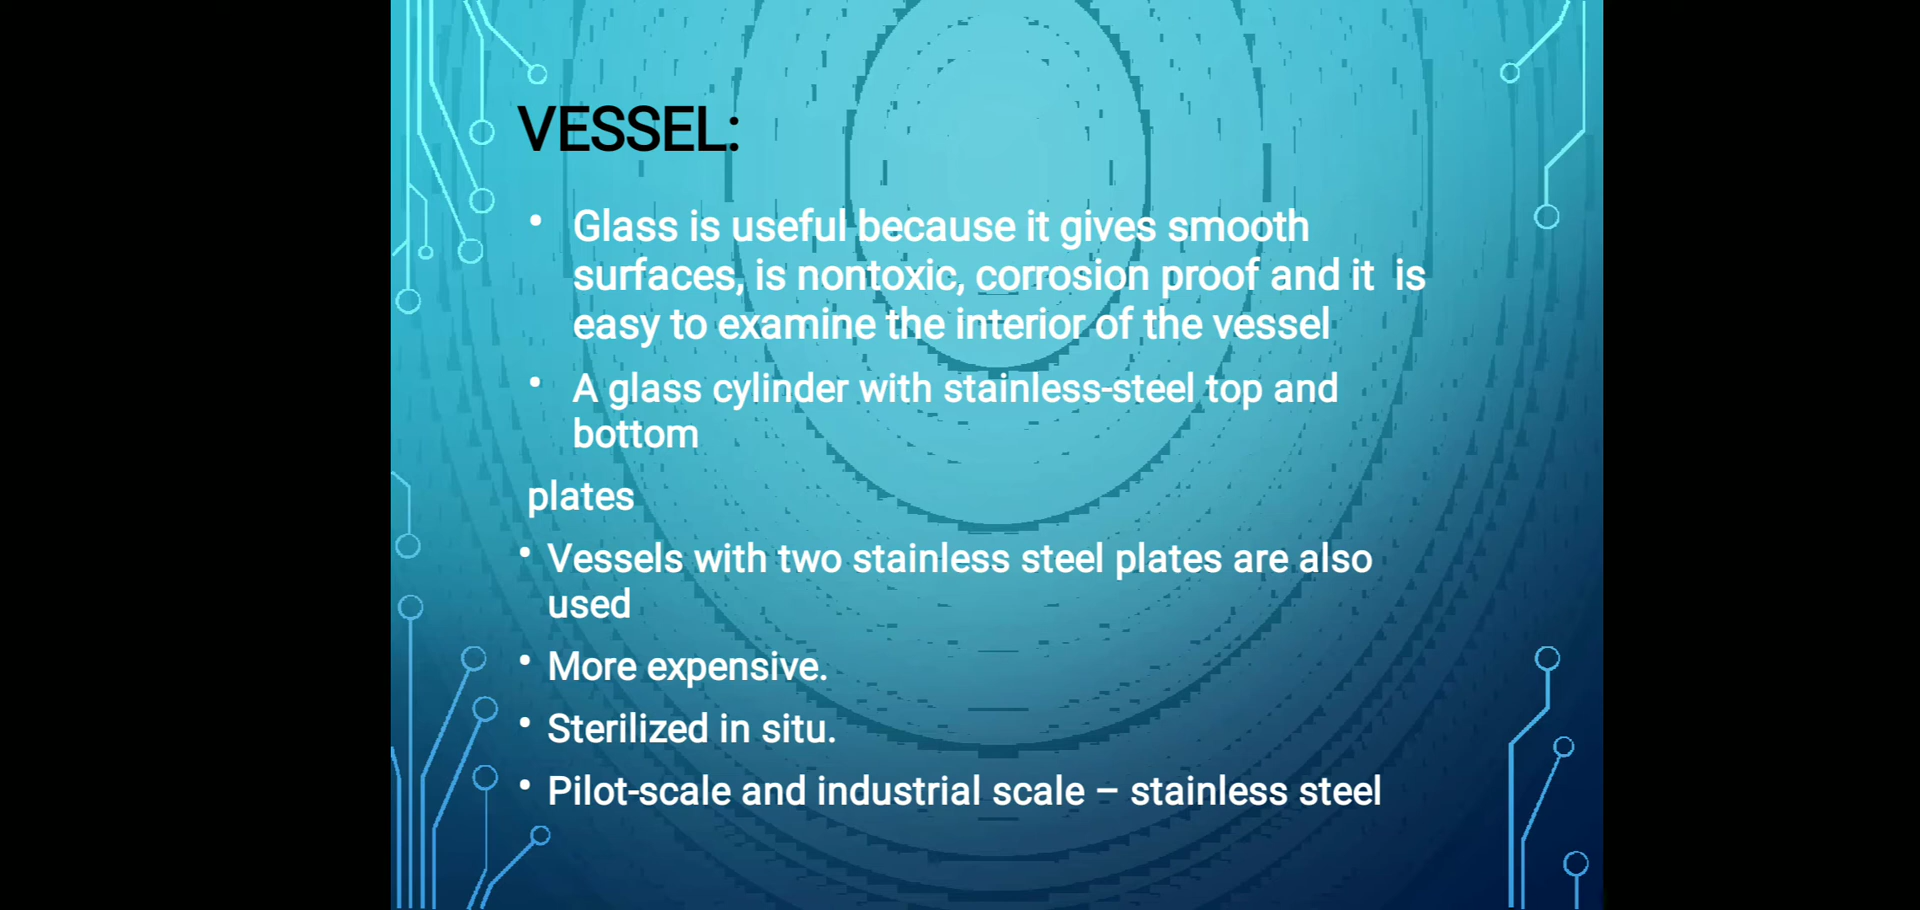 VESSEL:
• Glass is useful because it gives smooth
surfaces, is nontoxic, corrosion proof and it is
easy to examine the interior of the vessel
• A glass cylinder with stainless-steel top and
bottom
plates
• Vessels with two stainless steel plates are also
used
• More expensive.
• Sterilized in situ.
• Pilot-scale and industrial scale – stainless steel